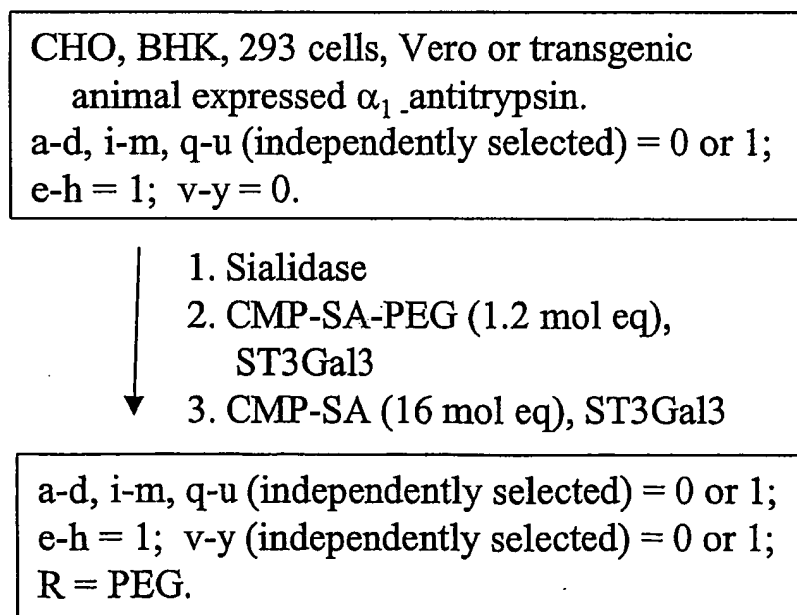 CHO, BHK, 293 cells, Vero or transgenic
animal expressed α₁ antitrypsin.
a-d, i-m, q-u (independently selected) = 0 or 1;
e-h = 1; v-y = 0.
1. Sialidase
2. CMP-SA-PEG (1.2 mol eq),
ST3Gal3
3. CMP-SA (16 mol eq), ST3Gal3
a-d, i-m, q-u (independently selected) = 0 or 1;
e-h = 1; v-y (independently selected) = 0 or 1;
R = PEG.